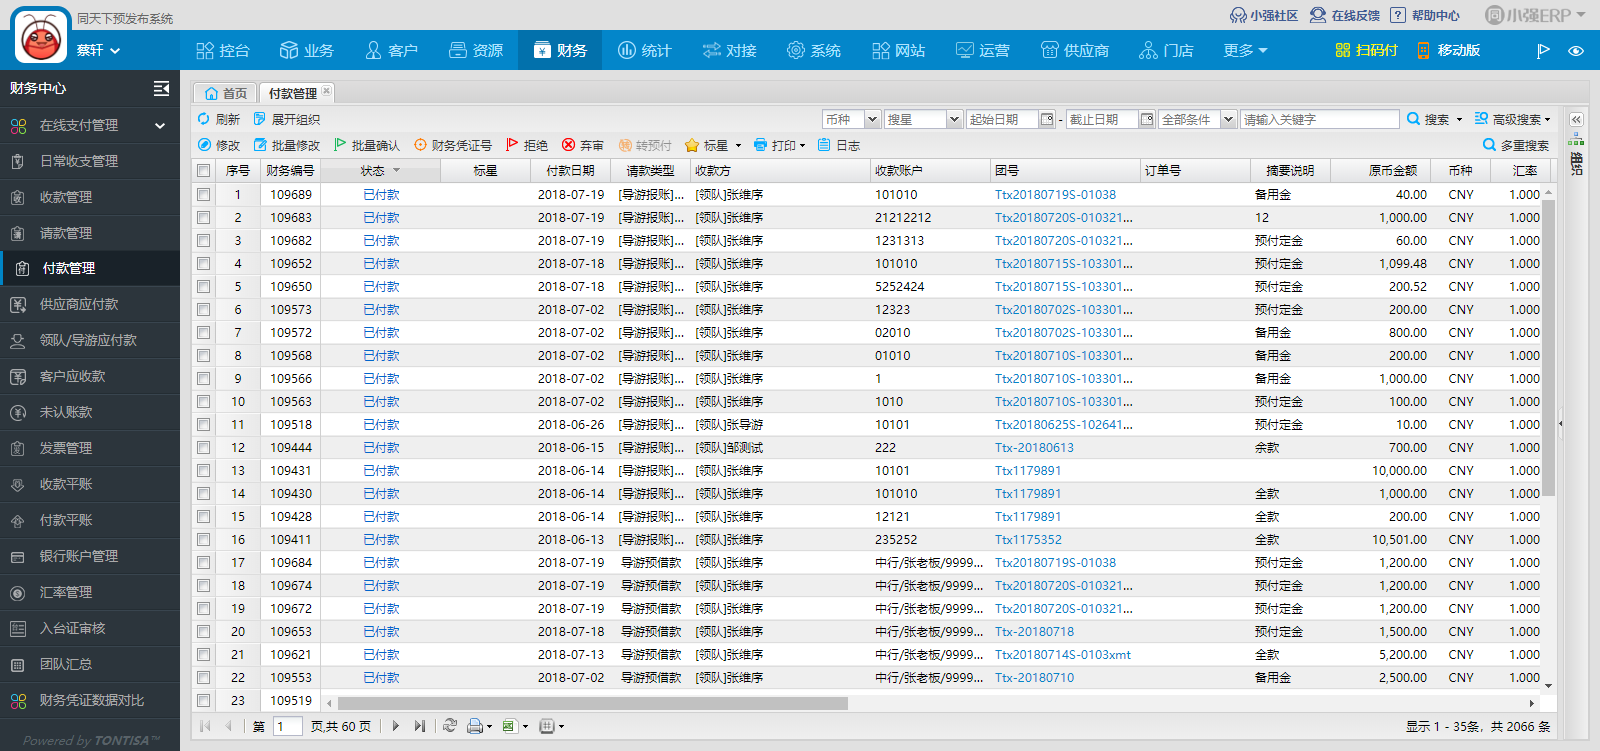 同天下预发布系统
小强社区 在线反馈 帮助中心 同小强ERP
蔡轩
控台 业务 客户 资源 财务 统计 对接 系统 网站 运营 供应商 门店 更多 扫码付 移动版
财务中心
在线支付管理
日常收支管理
收款管理
请款管理
付款管理
供应商应付款
领队/导游应付款
客户应收款
未认账款
发票管理
收款平账
付款平账
银行账户管理
汇率管理
入台证审核
团队汇总
财务凭证数据对比
Powered by TONTISA™
首页 付款管理
刷新 展开组织 币种 搜星 起始日期 - 截止日期 全部条件 请输入关键字 搜索 高级搜索
修改 批量修改 批量确认 财务凭证号 拒绝 弃审 转预付 标星 打印 日志 多重搜索
组织
序号 财务编号 状态 标星 付款日期 请款类型 收款方 收款账户 团号 订单号 摘要说明 原币金额 币种 汇率
1 109689 已付款 2018-07-19 [导游报账]... [领队]张维序 101010 Ttx20180719S-01038 备用金 40.00 CNY 1.000
2 109683 已付款 2018-07-19 [导游报账]... [领队]张维序 21212212 Ttx20180720S-010321... 12 1,000.00 CNY 1.000
3 109682 已付款 2018-07-19 [导游报账]... [领队]张维序 1231313 Ttx20180720S-010321... 预付定金 60.00 CNY 1.000
4 109652 已付款 2018-07-18 [导游报账]... [领队]张维序 101010 Ttx20180715S-103301... 预付定金 1,099.48 CNY 1.000
5 109650 已付款 2018-07-18 [导游报账]... [领队]张维序 5252424 Ttx20180715S-103301... 预付定金 200.52 CNY 1.000
6 109573 已付款 2018-07-02 [导游报账]... [领队]张维序 12323 Ttx20180702S-103301... 预付定金 200.00 CNY 1.000
7 109572 已付款 2018-07-02 [导游报账]... [领队]张维序 02010 Ttx20180702S-103301... 备用金 800.00 CNY 1.000
8 109568 已付款 2018-07-02 [导游报账]... [领队]张维序 01010 Ttx20180710S-103301... 备用金 200.00 CNY 1.000
9 109566 已付款 2018-07-02 [导游报账]... [领队]张维序 1 Ttx20180710S-103301... 备用金 1,000.00 CNY 1.000
10 109563 已付款 2018-07-02 [导游报账]... [领队]张维序 1010 Ttx20180710S-103301... 预付定金 100.00 CNY 1.000
11 109518 已付款 2018-06-26 [导游报账]... [领队]张导游 10101 Ttx20180625S-102641... 预付定金 10.00 CNY 1.000
12 109444 已付款 2018-06-15 [导游报账]... [领队]邹测试 222 Ttx-20180613 余款 700.00 CNY 1.000
13 109431 已付款 2018-06-14 [导游报账]... [领队]张维序 10101 Ttx1179891 10,000.00 CNY 1.000
14 109430 已付款 2018-06-14 [导游报账]... [领队]张维序 101010 Ttx1179891 全款 1,000.00 CNY 1.000
15 109428 已付款 2018-06-14 [导游报账]... [领队]张维序 12121 Ttx1179891 全款 200.00 CNY 1.000
16 109411 已付款 2018-06-13 [导游报账]... [领队]张维序 235252 Ttx1175352 全款 10,501.00 CNY 1.000
17 109684 已付款 2018-07-19 导游预借款 [领队]张维序 中行/张老板/9999... Ttx20180719S-01038 预付定金 1,200.00 CNY 1.000
18 109674 已付款 2018-07-19 导游预借款 [领队]张维序 中行/张老板/9999... Ttx20180720S-010321... 预付定金 1,200.00 CNY 1.000
19 109672 已付款 2018-07-19 导游预借款 [领队]张维序 中行/张老板/9999... Ttx20180720S-010321... 预付定金 1,200.00 CNY 1.000
20 109653 已付款 2018-07-18 导游预借款 [领队]张维序 中行/张老板/9999... Ttx-20180718 预付定金 1,500.00 CNY 1.000
21 109621 已付款 2018-07-13 导游预借款 [领队]张维序 中行/张老板/9999... Ttx20180714S-0103xmt 全款 5,200.00 CNY 1.000
22 109553 已付款 2018-07-02 导游预借款 [领队]张维序 中行/张老板/9999... Ttx-20180710 备用金 2,500.00 CNY 1.000
23 109519
第 1 页,共 60 页 显示 1 - 35条，共 2066 条